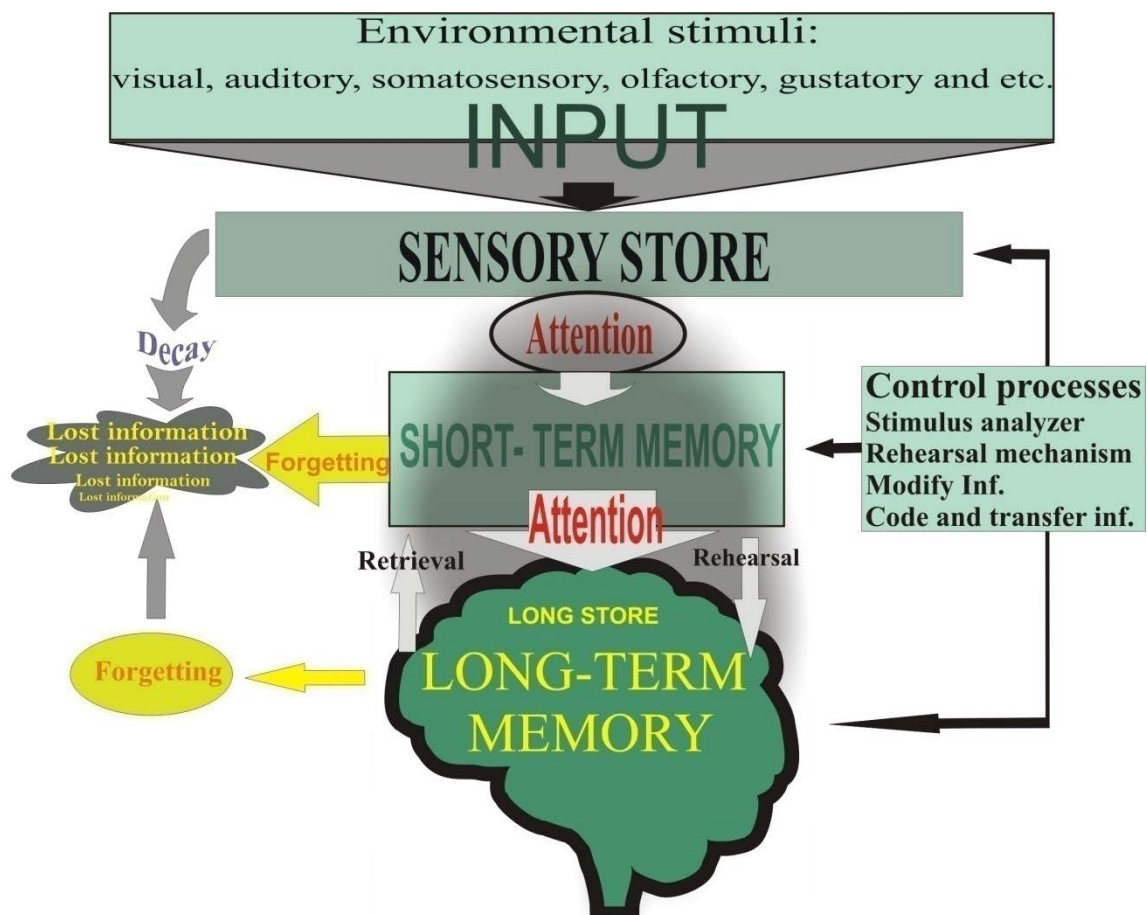 Environmental stimuli:
visual, auditory, somatosensory, olfactory, gustatory and etc.
INPUT
SENSORY STORE
Attention
Decay
Lost information
Lost information
Lost information
Lost information
Forgetting
SHORT- TERM MEMORY
Control processes
Stimulus analyzer
Rehearsal mechanism
Modify Inf.
Code and transfer inf.
Attention
Retrieval
Rehearsal
LONG STORE
LONG-TERM
MEMORY
Forgetting